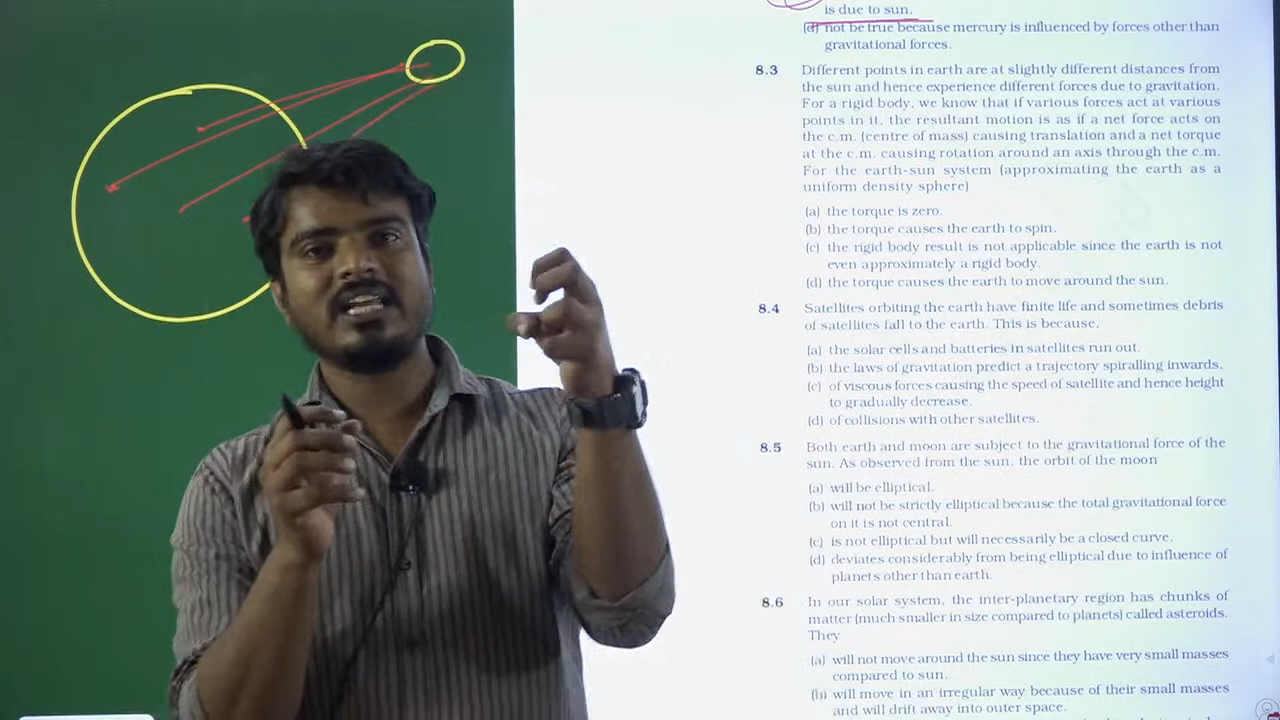 is due to sun.
(d) not be true because mercury is influenced by forces other than
gravitational forces.
8.3 Different points in earth are at slightly different distances from
the sun and hence experience different forces due to gravitation.
For a rigid body, we know that if various forces act at various
points in it, the resultant motion is as if a net force acts on
the c.m. (centre of mass) causing translation and a net torque
at the c.m. causing rotation around an axis through the c.m.
For the earth-sun system (approximating the earth as a
uniform density sphere)
(a) the torque is zero.
(b) the torque causes the earth to spin.
(c) the rigid body result is not applicable since the earth is not
even approximately a rigid body.
(d) the torque causes the earth to move around the sun.
8.4 Satellites orbiting the earth have finite life and sometimes debris
of satellites fall to the earth. This is because,
(a) the solar cells and batteries in satellites run out.
(b) the laws of gravitation predict a trajectory spiralling inwards.
(c) of viscous forces causing the speed of satellite and hence height
to gradually decrease.
(d) of collisions with other satellites.
8.5 Both earth and moon are subject to the gravitational force of the
sun. As observed from the sun, the orbit of the moon
(a) will be elliptical.
(b) will not be strictly elliptical because the total gravitational force
on it is not central.
(c) is not elliptical but will necessarily be a closed curve.
(d) deviates considerably from being elliptical due to influence of
planets other than earth.
8.6 In our solar system, the inter-planetary region has chunks of
matter (much smaller in size compared to planets) called asteroids.
They
(a) will not move around the sun since they have very small masses
compared to sun.
(b) will move in an irregular way because of their small masses
and will drift away into outer space.